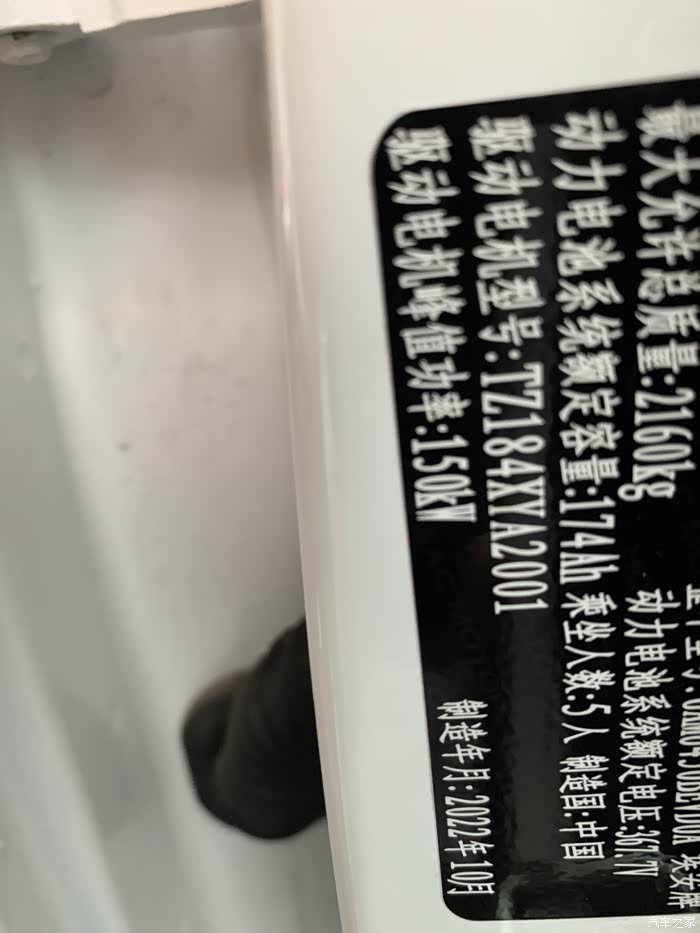 埃安牌
最大允许总质量:2160kg 动力电池系统额定电压:367.7V
动力电池系统额定容量:174Ah 乘坐人数:5人 制造国:中国
驱动电机型号:TZ184XYA2001
驱动电机峰值功率:150kW 制造年月:2022年10月
汽车之家